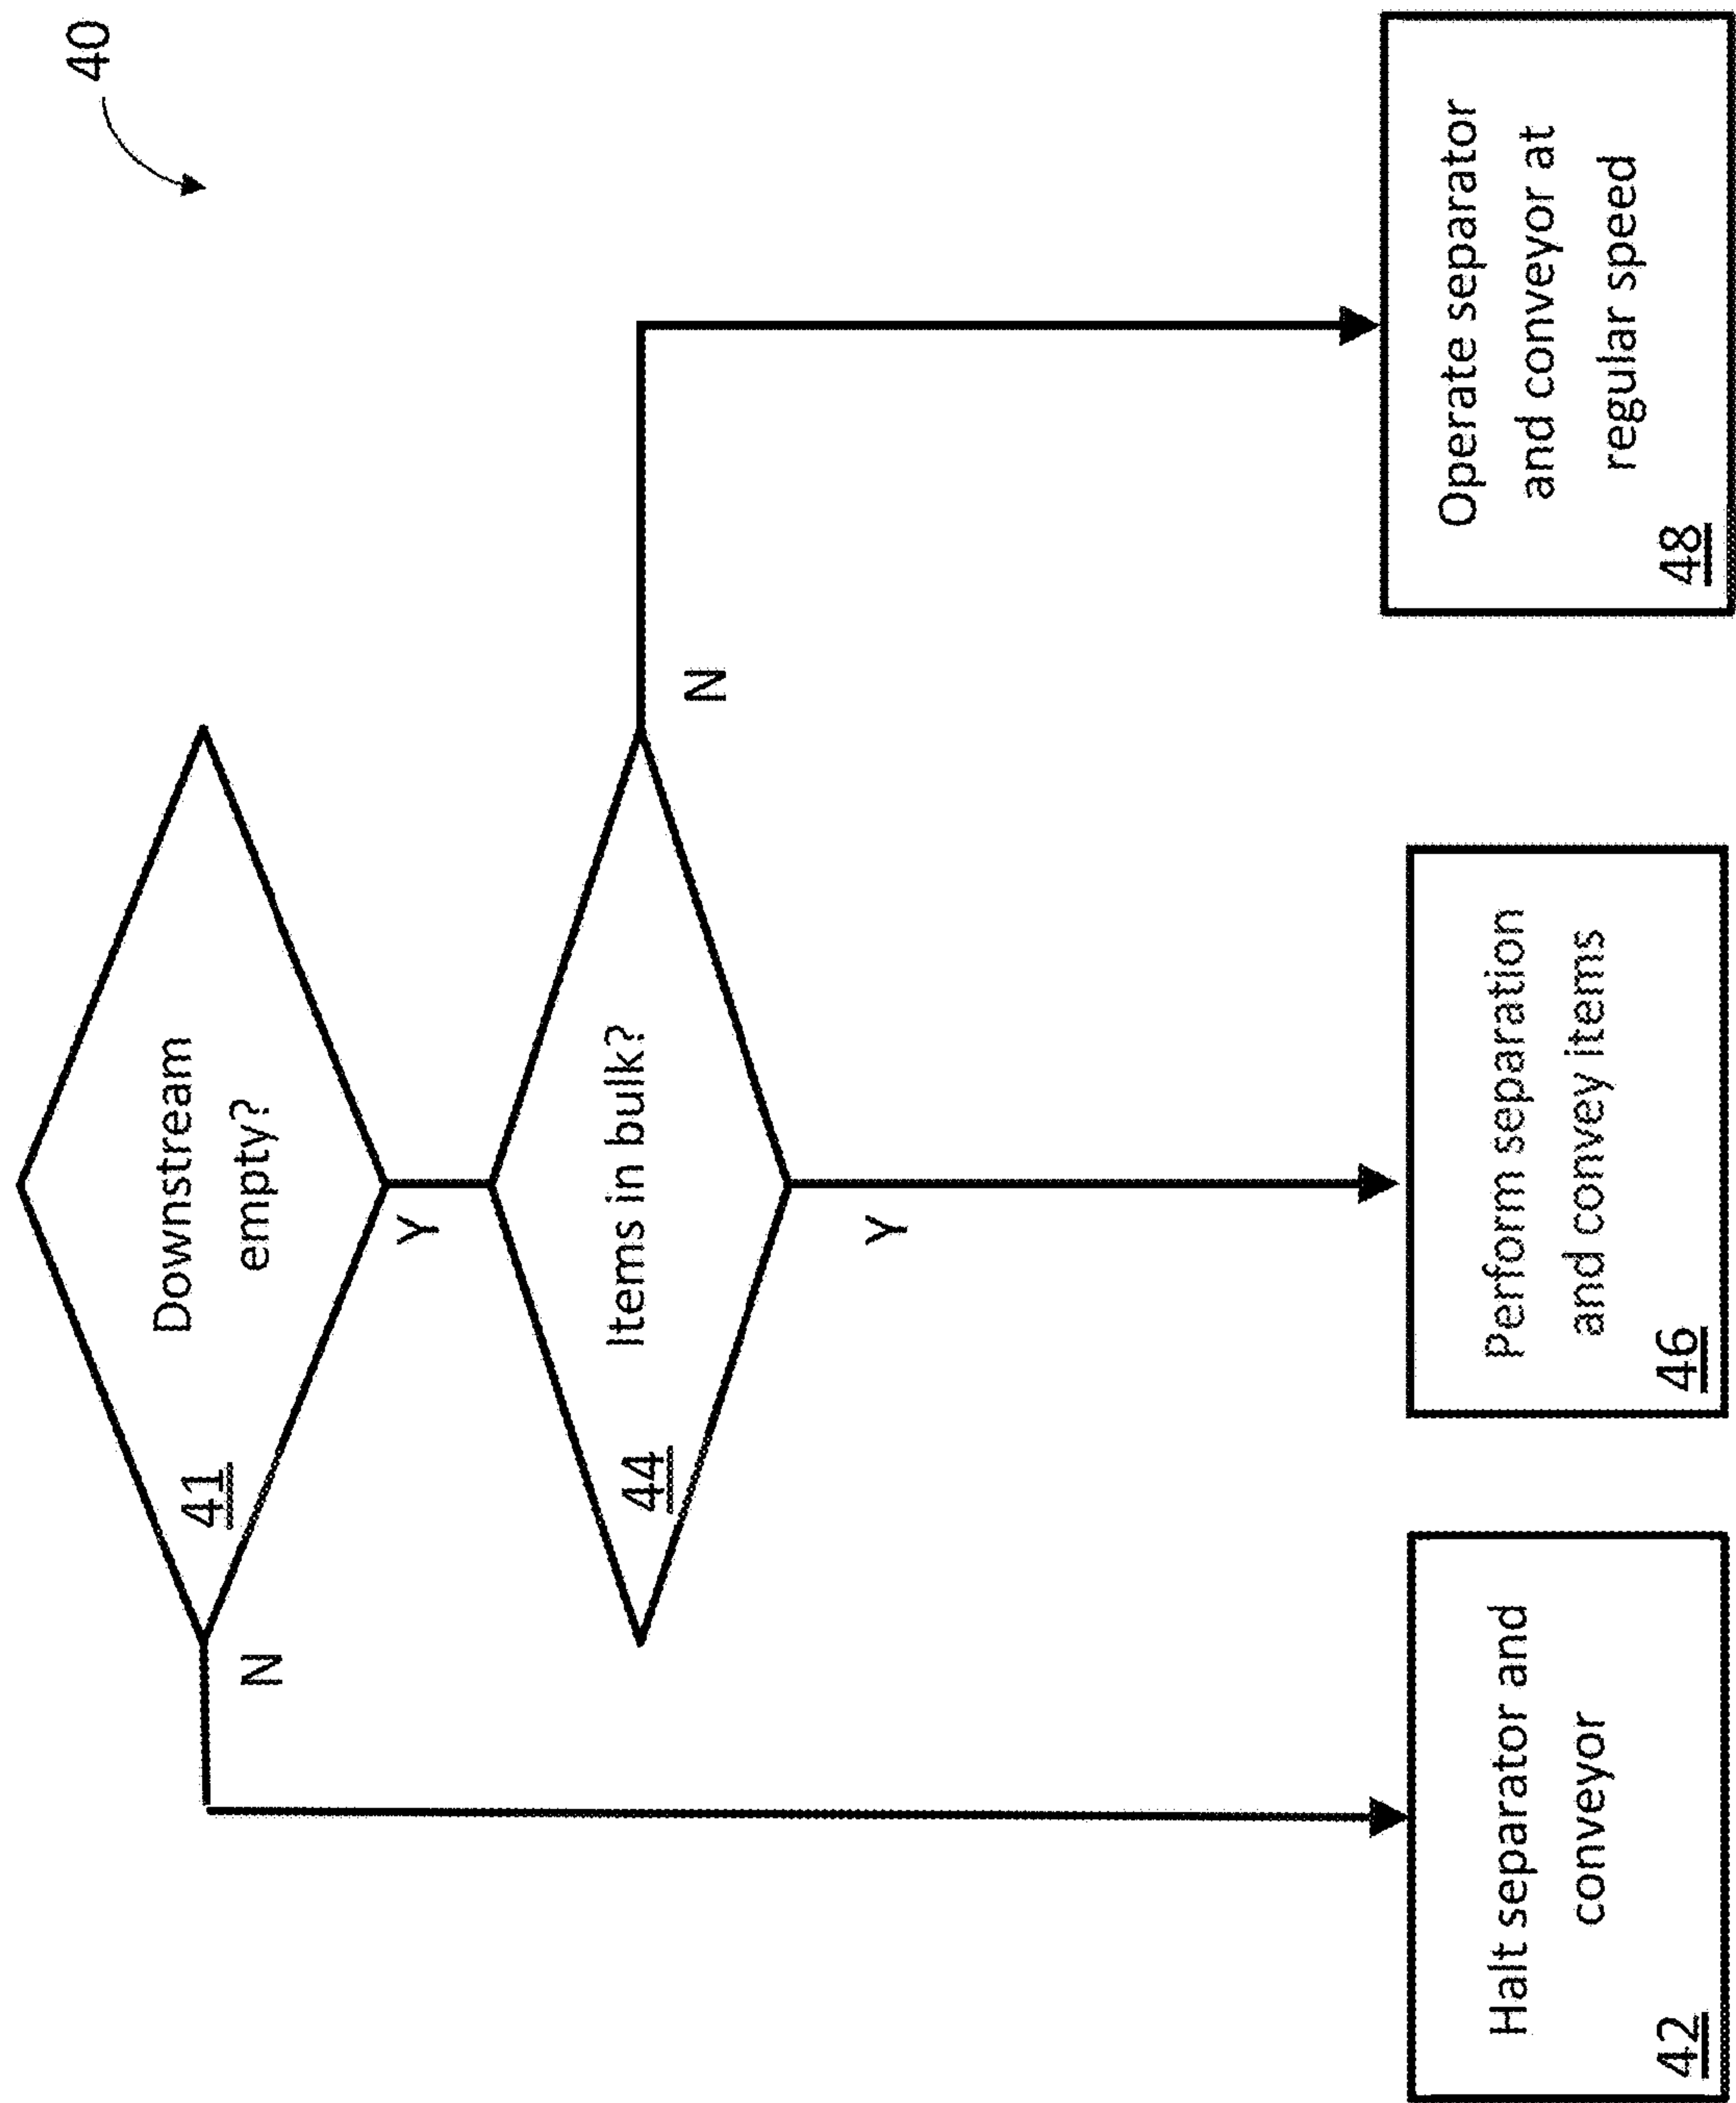 40
Downstream
empty?
41
N
Y
Items in bulk?
44
N
Y
Halt separator and
conveyor
42
Perform separation
and convey items
46
Operate separator
and conveyor at
regular speed
48